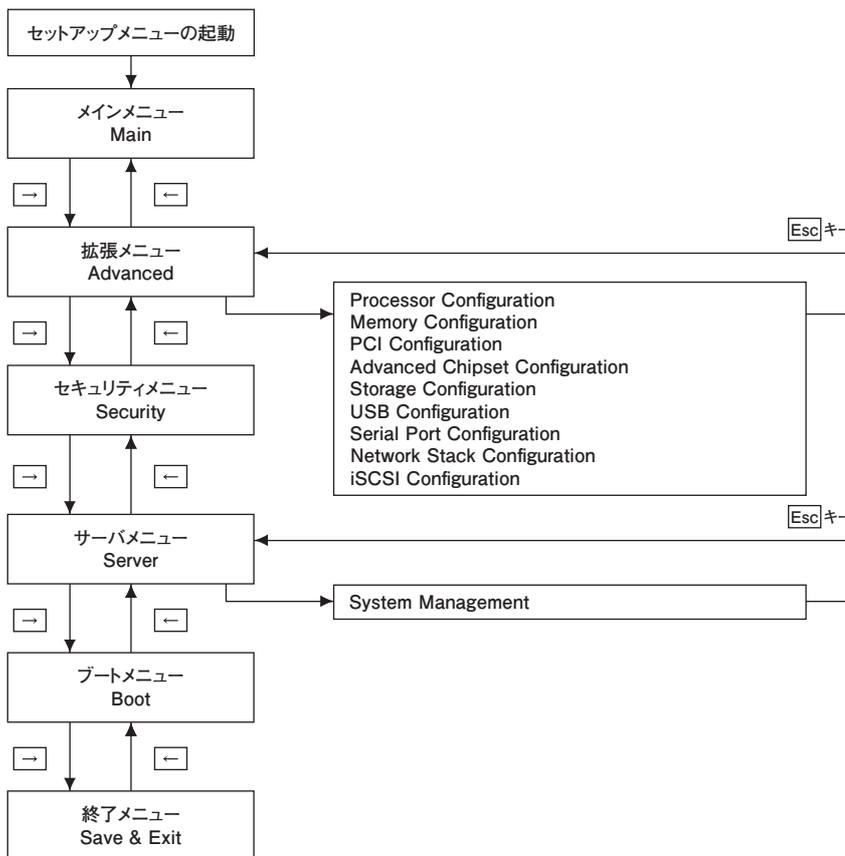 セットアップメニューの起動
メインメニュー
Main
→
←
Esc キー
拡張メニュー
Advanced
Processor Configuration
Memory Configuration
PCI Configuration
Advanced Chipset Configuration
Storage Configuration
USB Configuration
Serial Port Configuration
Network Stack Configuration
iSCSI Configuration
→
←
セキュリティメニュー
Security
→
←
Esc キー
サーバメニュー
Server
System Management
→
←
ブートメニュー
Boot
→
←
終了メニュー
Save & Exit